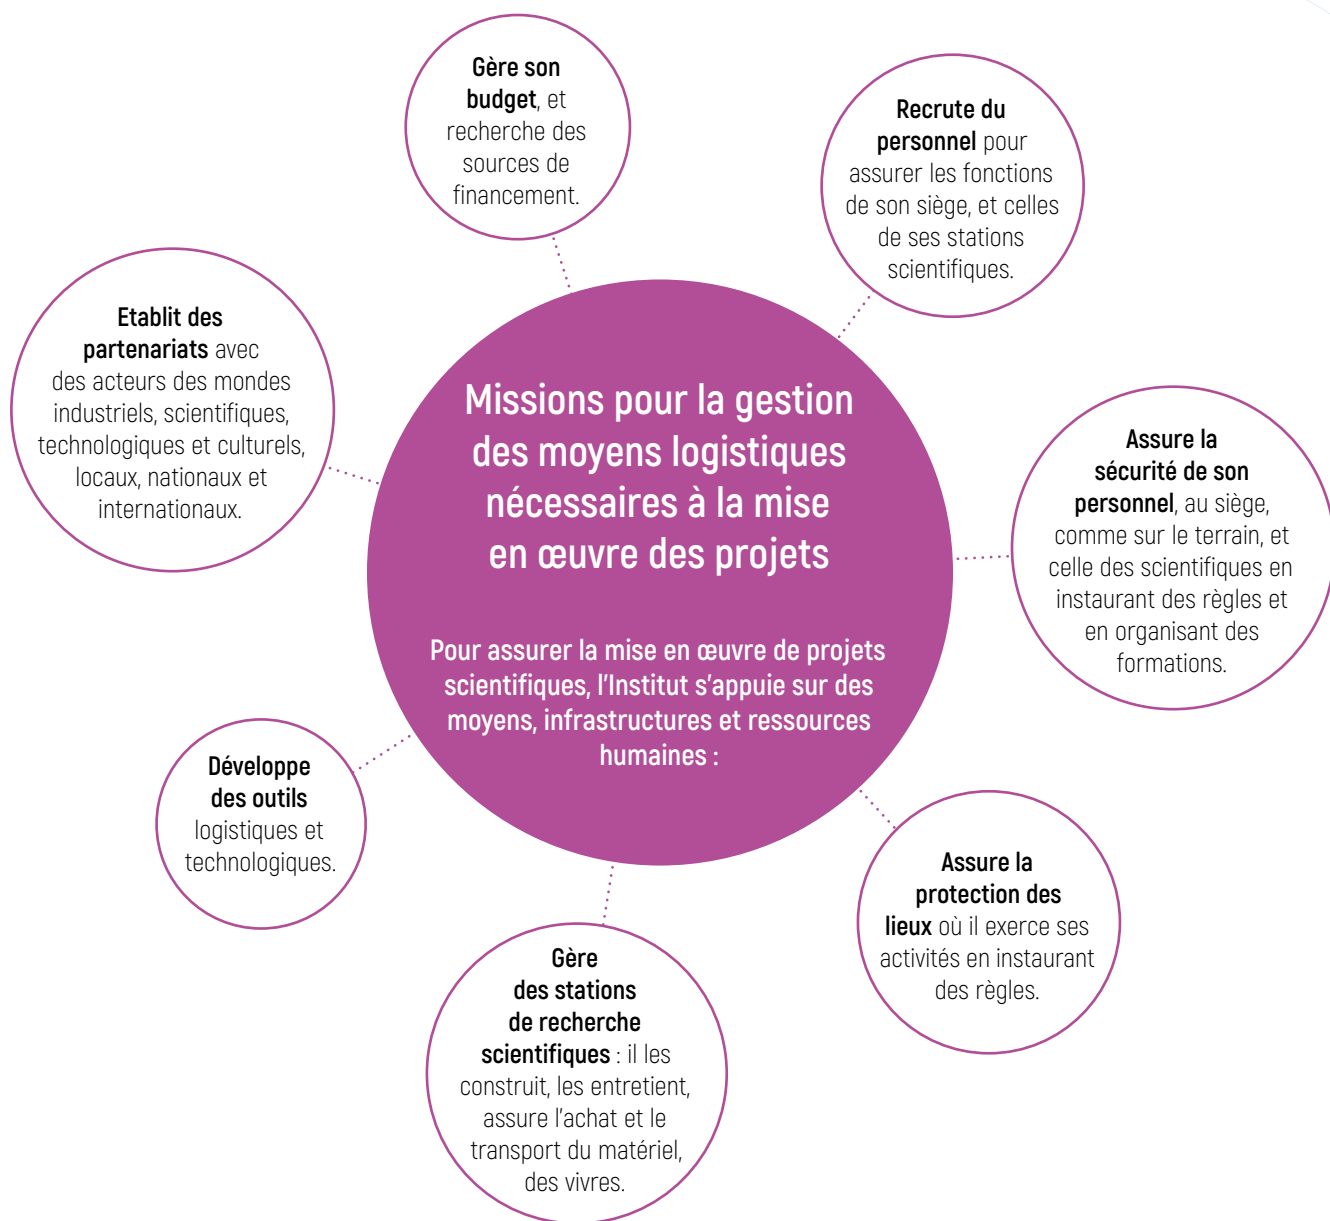 Gère son
budget, et
recherche des
sources de
financement.
Recrute du
personnel pour
assurer les fonctions
de son siège, et celles
de ses stations
scientifiques.
Etablit des
partenariats avec
des acteurs des mondes
industriels, scientifiques,
technologiques et culturels,
locaux, nationaux et
internationaux.
Missions pour la gestion
des moyens logistiques
nécessaires à la mise
en œuvre des projets
Pour assurer la mise en œuvre de projets
scientifiques, l'Institut s'appuie sur des
moyens, infrastructures et ressources
humaines :
Assure la
sécurité de son
personnel, au siège,
comme sur le terrain, et
celle des scientifiques en
instaurant des règles et
en organisant des
formations.
Développe
des outils
logistiques et
technologiques.
Assure la
protection des
lieux où il exerce ses
activités en instaurant
des règles.
Gère
des stations
de recherche
scientifiques : il les
construit, les entretient,
assure l'achat et le
transport du matériel,
des vivres.